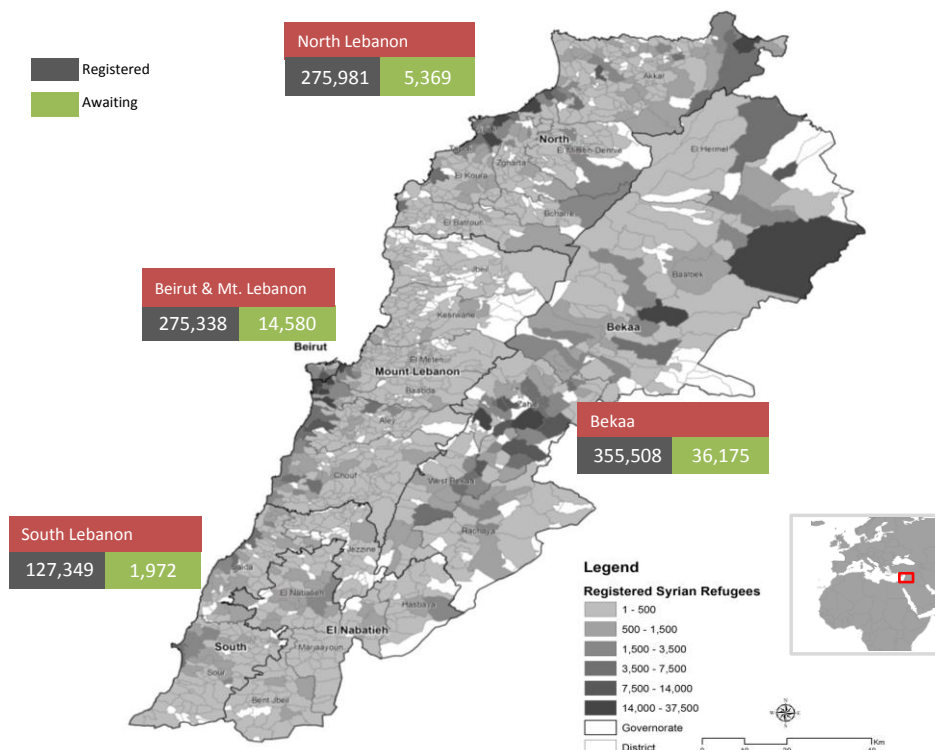 North Lebanon
275,981 5,369
Registered
Awaiting
Akkar
North
El Minieh-Dennie
Zgharta
El Koura
El Hermel
Bcharre
El Batroun
Jbeil
Baalbek
Beirut & Mt. Lebanon
275,338 14,580
Kesrwane
Beirut
Bekaa
El Meten
Mount Lebanon
Baabda
Zahle
Aley
Bekaa
355,508 36,175
Chouf
West Bekaa
Rachaya
South Lebanon
127,349 1,972
Jezzine
Saida
El Nabatieh
Hasbaya
El Nabatieh
South
Marjaayoun
Sour
Bent Jbeil
Legend
Registered Syrian Refugees
1 - 500
500 - 1,500
1,500 - 3,500
3,500 - 7,500
7,500 - 14,000
14,000 - 37,500
Governorate
District
N
W E
S
Km
0 10 20 40